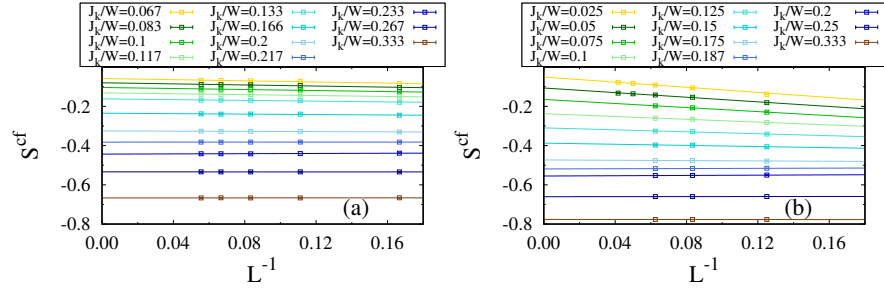 J_k/W=0.067 J_k/W=0.133 J_k/W=0.233
J_k/W=0.083 J_k/W=0.166 J_k/W=0.267
J_k/W=0.1 J_k/W=0.2 J_k/W=0.333
J_k/W=0.117 J_k/W=0.217
-0.2
-0.4
-0.6
-0.8
S^cf
(a)
0.00 0.04 0.08 0.12 0.16
L^-1
J_k/W=0.025 J_k/W=0.125 J_k/W=0.2
J_k/W=0.05 J_k/W=0.15 J_k/W=0.25
J_k/W=0.075 J_k/W=0.175 J_k/W=0.333
J_k/W=0.1 J_k/W=0.187
-0.2
-0.4
-0.6
-0.8
S^cf
(b)
0.00 0.04 0.08 0.12 0.16
L^-1